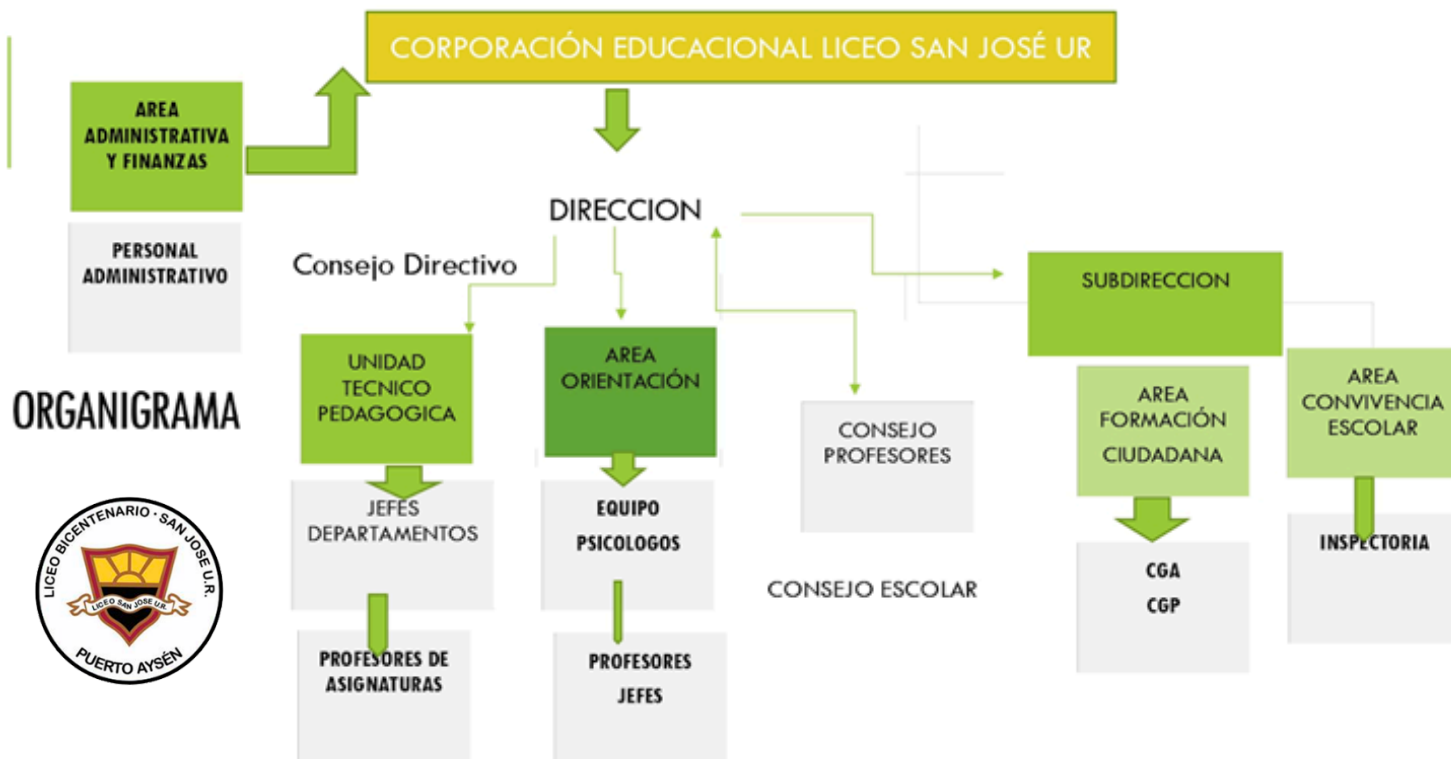 CORPORACIÓN EDUCACIONAL LICEO SAN JOSÉ UR
AREA
ADMINISTRATIVA
Y FINANZAS
PERSONAL
ADMINISTRATIVO
DIRECCION
Consejo Directivo
SUBDIRECCION
UNIDAD
TECNICO
PEDAGOGICA
AREA
ORIENTACIÓN
CONSEJO
PROFESORES
AREA
FORMACIÓN
CIUDADANA
AREA
CONVIVENCIA
ESCOLAR
ORGANIGRAMA
JEFES
DEPARTAMENTOS
EQUIPO
PSICOLOGOS
CONSEJO ESCOLAR
CGA
CGP
INSPECTORIA
PROFESORES DE
ASIGNATURAS
PROFESORES
JEFES
LICEO BICENTENARIO · SAN JOSE U.R.
LICEO SAN JOSE U.R.
PUERTO AYSÉN